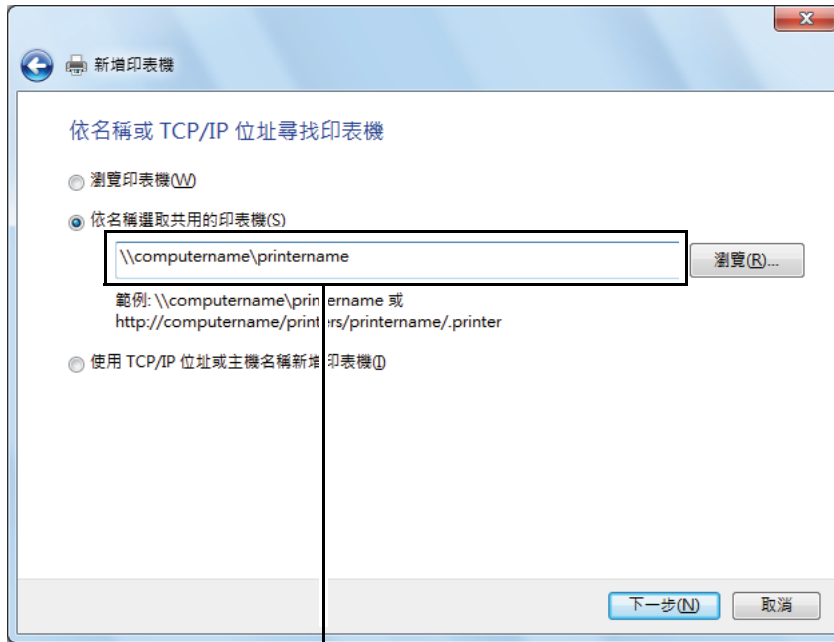 新增印表機
依名稱或 TCP/IP 位址尋找印表機
瀏覽印表機(W)
依名稱選取共用的印表機(S)
\\computername\printername
瀏覽(R)...
範例: \\computername\printername 或
http://computername/printers/printername/.printer
使用 TCP/IP 位址或主機名稱新增印表機(I)
下一步(N)
取消